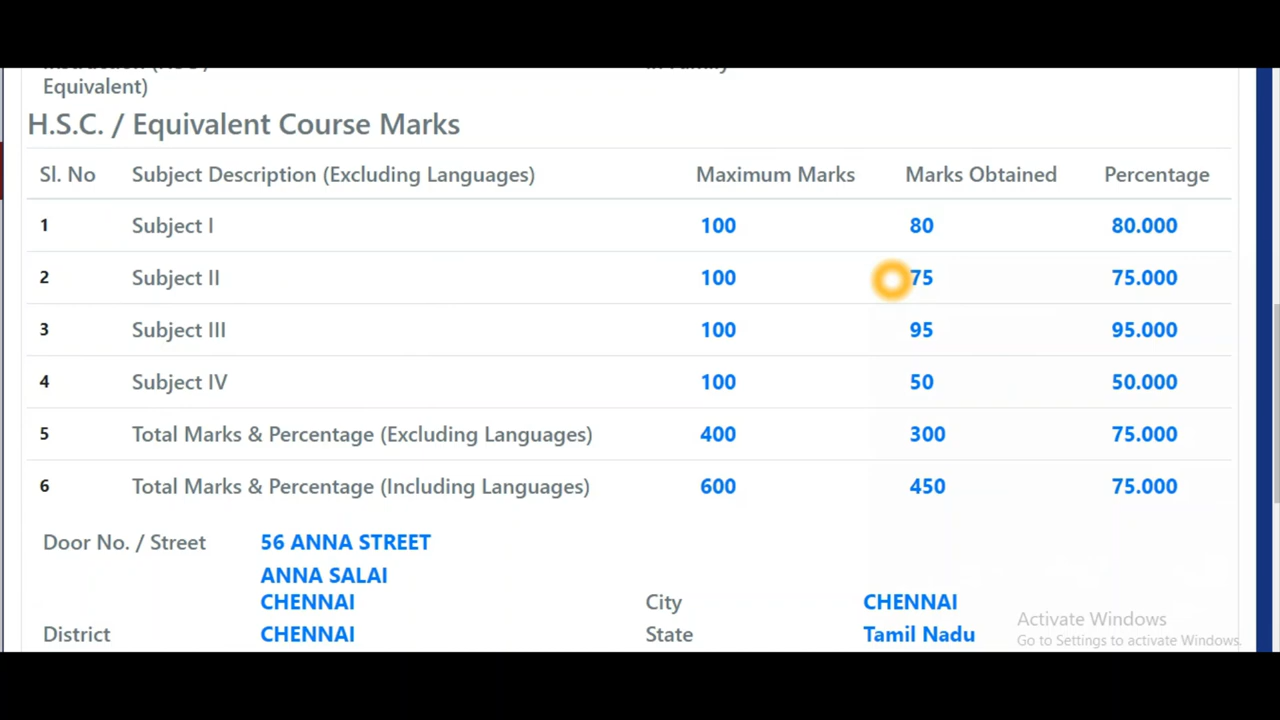 Equivalent)
H.S.C. / Equivalent Course Marks
Sl. No Subject Description (Excluding Languages) Maximum Marks Marks Obtained Percentage
1 Subject I 100 80 80.000
2 Subject II 100 75 75.000
3 Subject III 100 95 95.000
4 Subject IV 100 50 50.000
5 Total Marks & Percentage (Excluding Languages) 400 300 75.000
6 Total Marks & Percentage (Including Languages) 600 450 75.000
Door No. / Street 56 ANNA STREET
ANNA SALAI
CHENNAI City CHENNAI
District CHENNAI State Tamil Nadu
Activate Windows
Go to Settings to activate Windows.